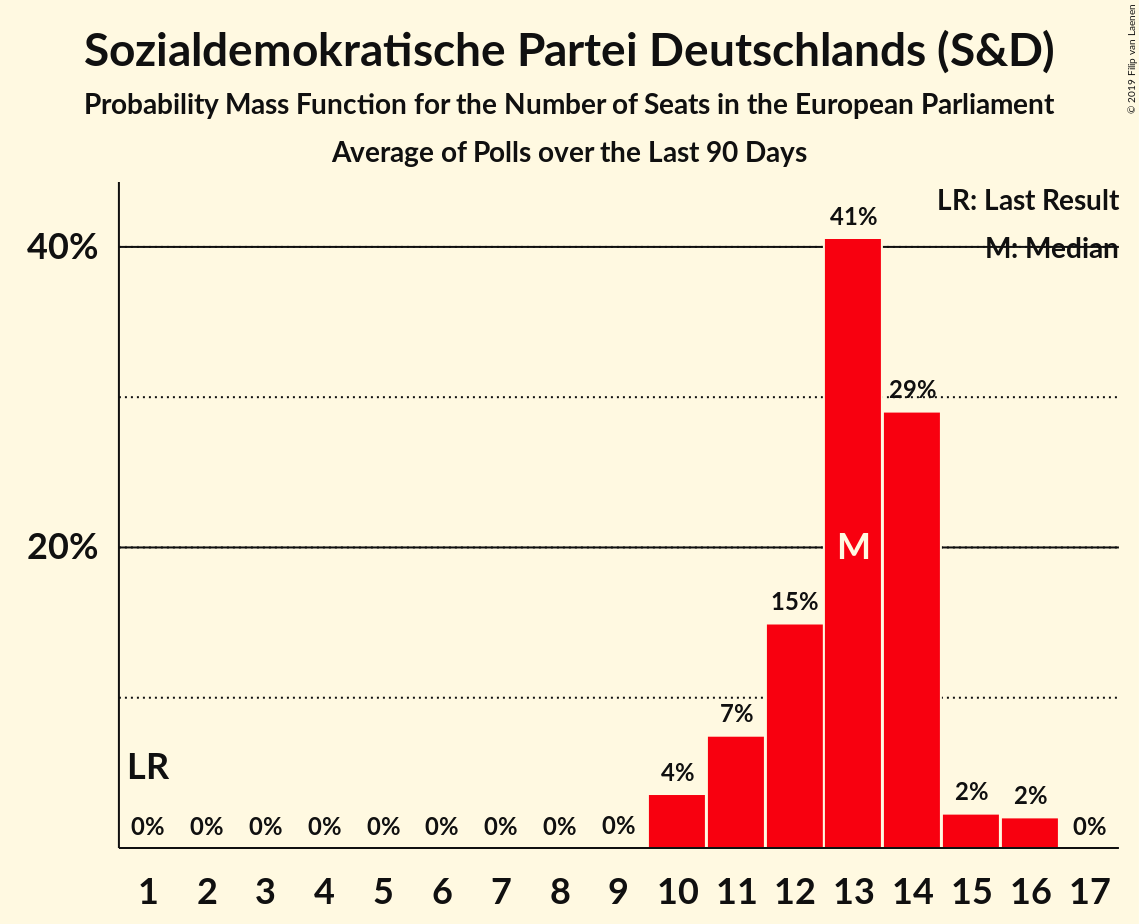 Sozialdemokratische Partei Deutschlands (S&D)
Probability Mass Function for the Number of Seats in the European Parliament
Average of Polls over the Last 90 Days
© 2019 Filip van Laenen
LR: Last Result
M: Median
40%
20%
41%
29%
15%
7%
4%
2%
2%
0%
M
LR
0% 0% 0% 0% 0% 0% 0% 0% 0%
1 2 3 4 5 6 7 8 9 10 11 12 13 14 15 16 17